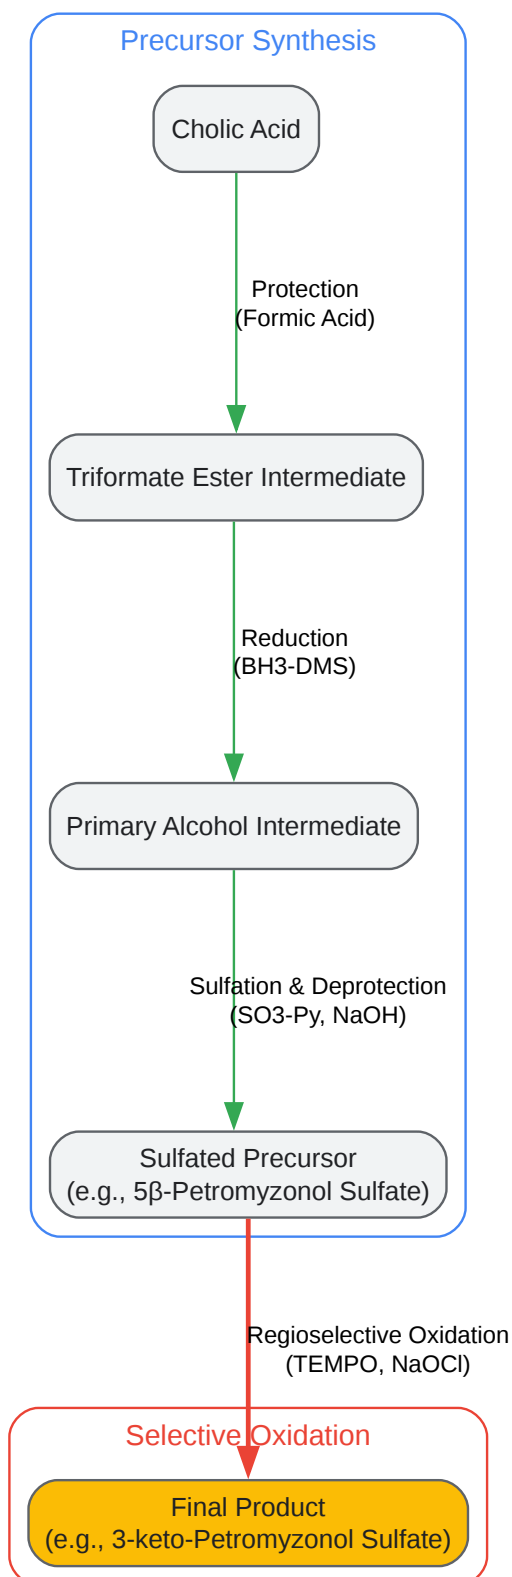 Precursor Synthesis
Cholic Acid
Protection
(Formic Acid)
Triformate Ester Intermediate
Reduction
(BH3-DMS)
Primary Alcohol Intermediate
Sulfation & Deprotection
(SO3-Py, NaOH)
Sulfated Precursor
(e.g., 5β-Petromyzonol Sulfate)
Regioselective Oxidation
(TEMPO, NaOCl)
Selective Oxidation
Final Product
(e.g., 3-keto-Petromyzonol Sulfate)